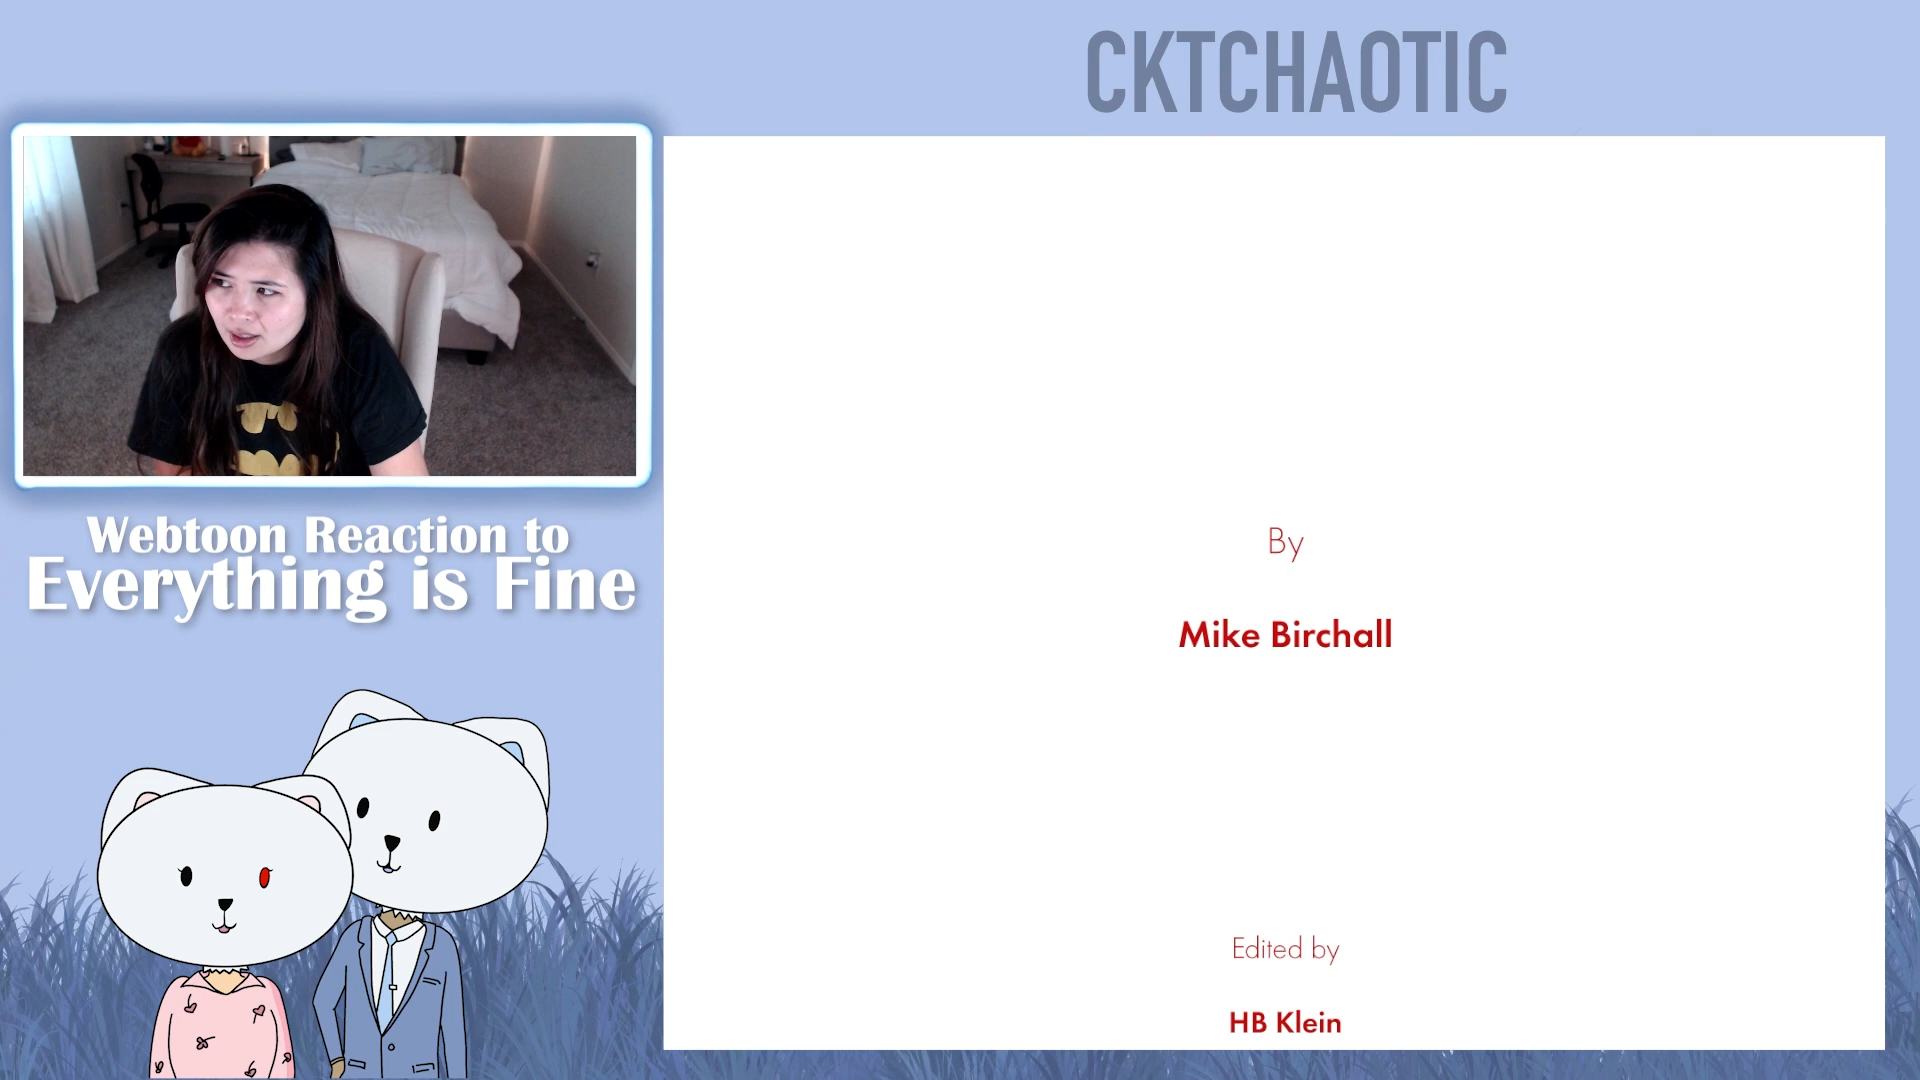 CKTCHAOTIC
Webtoon Reaction to
Everything is Fine
By
Mike Birchall
Edited by
HB Klein